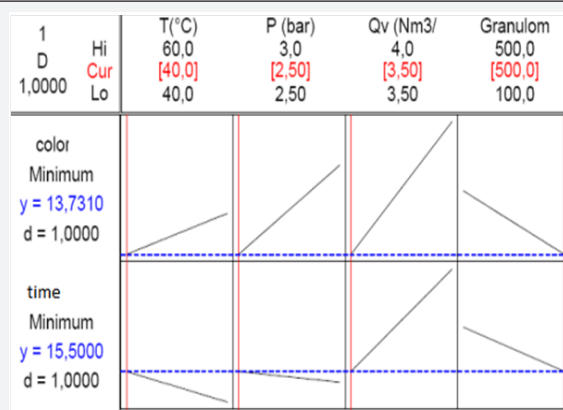 1
D
1,0000
Hi
Cur
Lo
T(°C)
60,0
[40,0]
40,0
P (bar)
3,0
[2,50]
2,50
Qv (Nm3/
4,0
[3,50]
3,50
Granulom
500,0
[500,0]
100,0
color
Minimum
y = 13,7310
d = 1,0000
time
Minimum
y = 15,5000
d = 1,0000